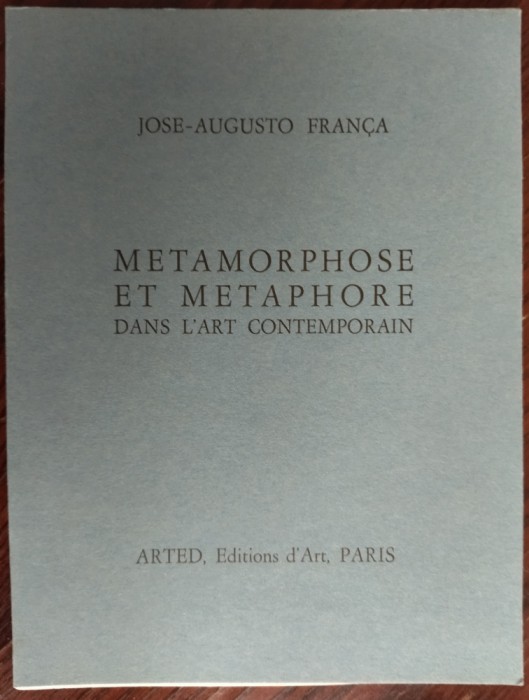 JOSE-AUGUSTO FRANÇA
METAMORPHOSE
ET METAPHORE
DANS L'ART CONTEMPORAIN
ARTED, Editions d'Art, PARIS